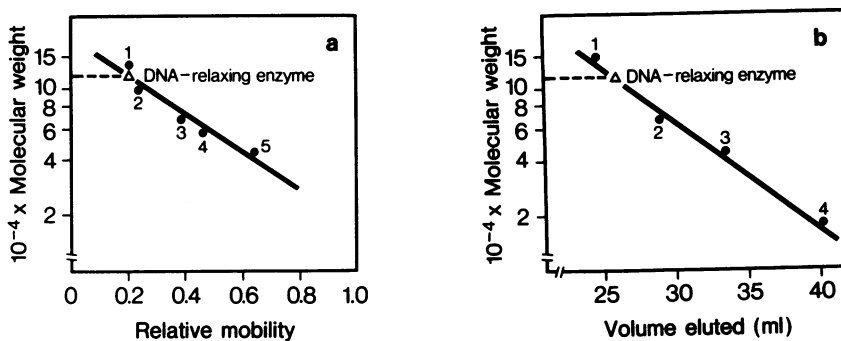 a
10⁻⁴ x Molecular weight
15
10
8
6
4
2
1
DNA-relaxing enzyme
2
3
4
5
0 0.2 0.4 0.6 0.8 1.0
Relative mobility
b
10⁻⁴ x Molecular weight
15
10
8
6
4
2
1
DNA-relaxing enzyme
2
3
4
25 30 35 40
Volume eluted (ml)